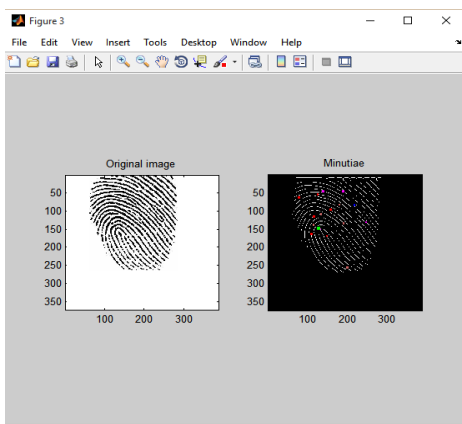 Figure 3
File Edit View Insert Tools Desktop Window Help
Original image
50
100
150
200
250
300
350
100 200 300
Minutiae
50
100
150
200
250
300
350
100 200 300